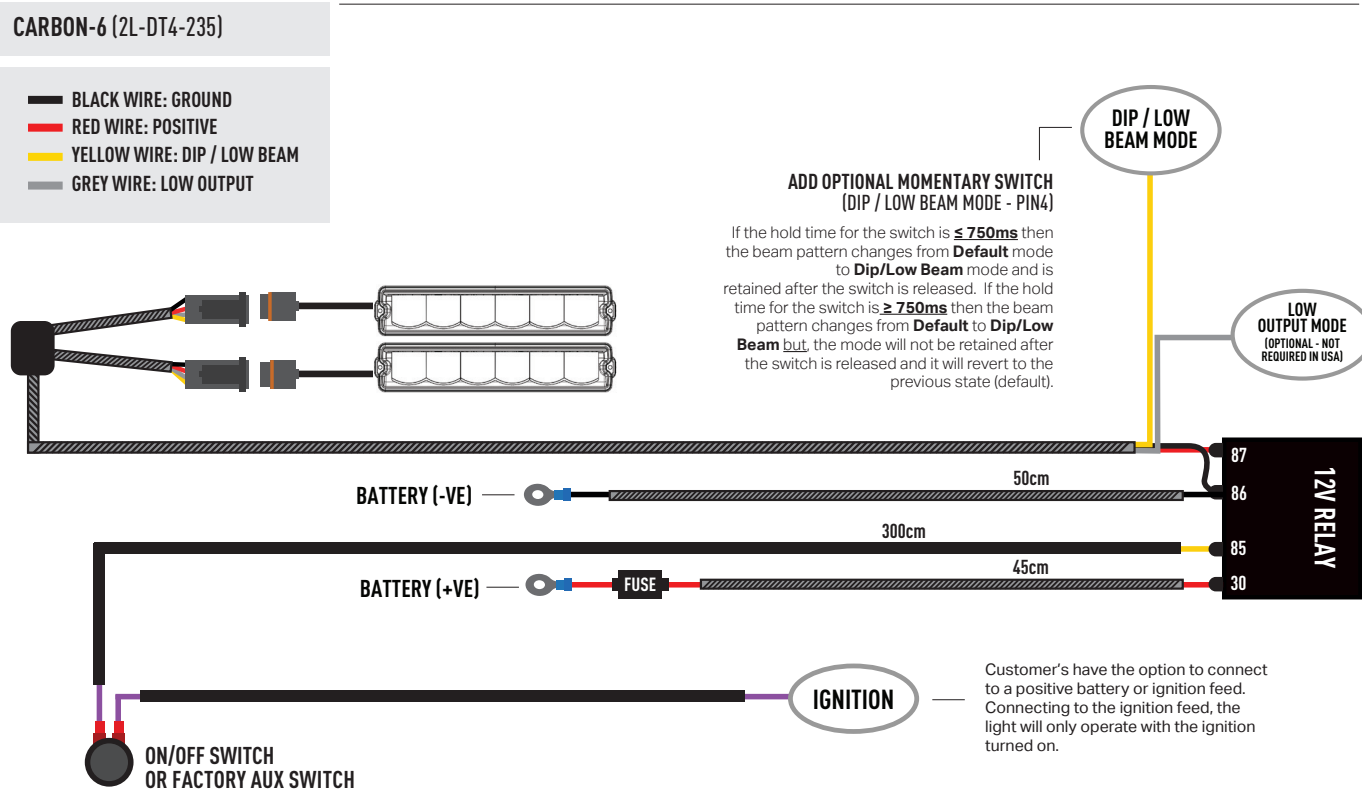 CARBON-6 (2L-DT4-235)
BLACK WIRE: GROUND
RED WIRE: POSITIVE
YELLOW WIRE: DIP / LOW BEAM
GREY WIRE: LOW OUTPUT
DIP / LOW
BEAM MODE
ADD OPTIONAL MOMENTARY SWITCH
(DIP / LOW BEAM MODE - PIN4)
If the hold time for the switch is ≤ 750ms then
the beam pattern changes from Default mode
to Dip/Low Beam mode and is
retained after the switch is released. If the hold
time for the switch is ≥ 750ms then the beam
pattern changes from Default to Dip/Low
Beam but, the mode will not be retained after
the switch is released and it will revert to the
previous state (default).
LOW
OUTPUT MODE
(OPTIONAL - NOT
REQUIRED IN USA)
87
86
85
30
12V RELAY
BATTERY (-VE)
50cm
300cm
BATTERY (+VE)
FUSE
45cm
IGNITION
Customer's have the option to connect
to a positive battery or ignition feed.
Connecting to the ignition feed, the
light will only operate with the ignition
turned on.
ON/OFF SWITCH
OR FACTORY AUX SWITCH